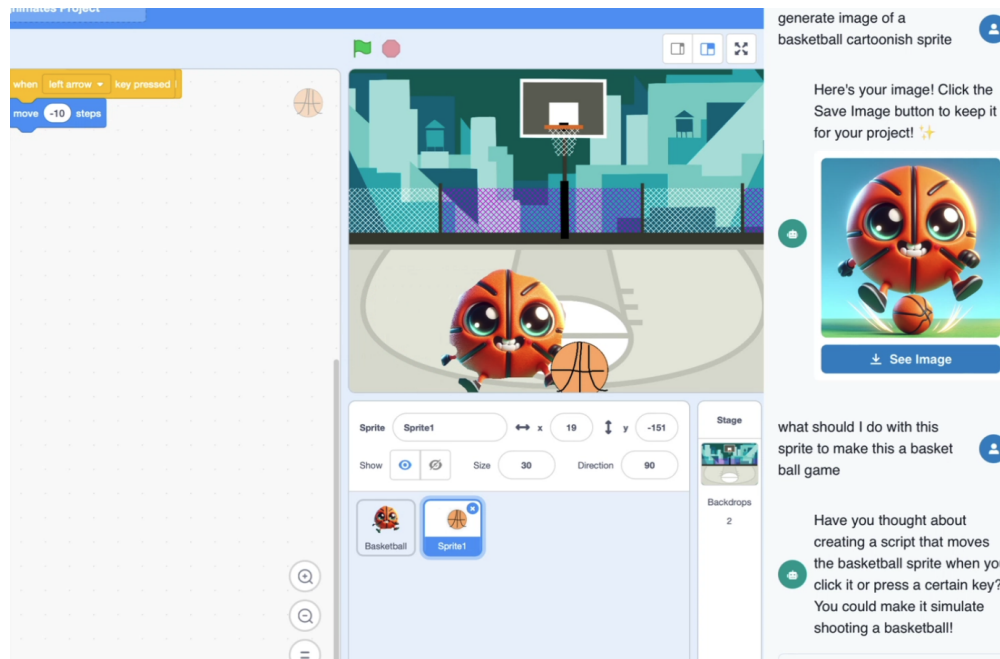 nimates Project
when left arrow key pressed
move -10 steps
Sprite Sprite1 x 19 y -151
Show Size 30 Direction 90
Basketball
Sprite1
Stage
Backdrops
2
generate image of a
basketball cartoonish sprite
Here's your image! Click the
Save Image button to keep it
for your project! ✨
See Image
what should I do with this
sprite to make this a basket
ball game
Have you thought about
creating a script that moves
the basketball sprite when you
click it or press a certain key?
You could make it simulate
shooting a basketball!